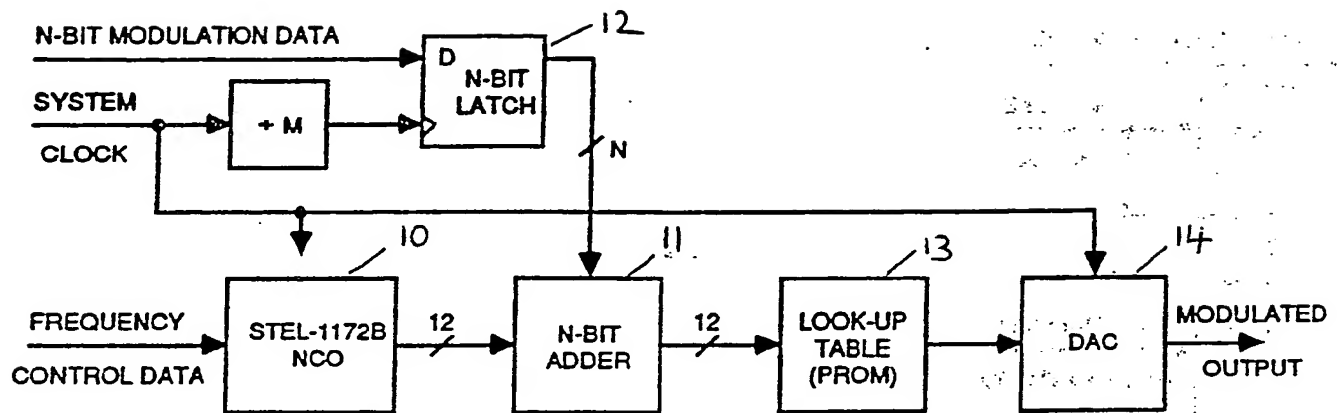 N-BIT MODULATION DATA
D
N-BIT
LATCH
12
SYSTEM
CLOCK
÷ M
N
10
11
13
14
FREQUENCY
CONTROL DATA
STEL-1172B
NCO
12
N-BIT
ADDER
12
LOOK-UP
TABLE
(PROM)
DAC
MODULATED
OUTPUT